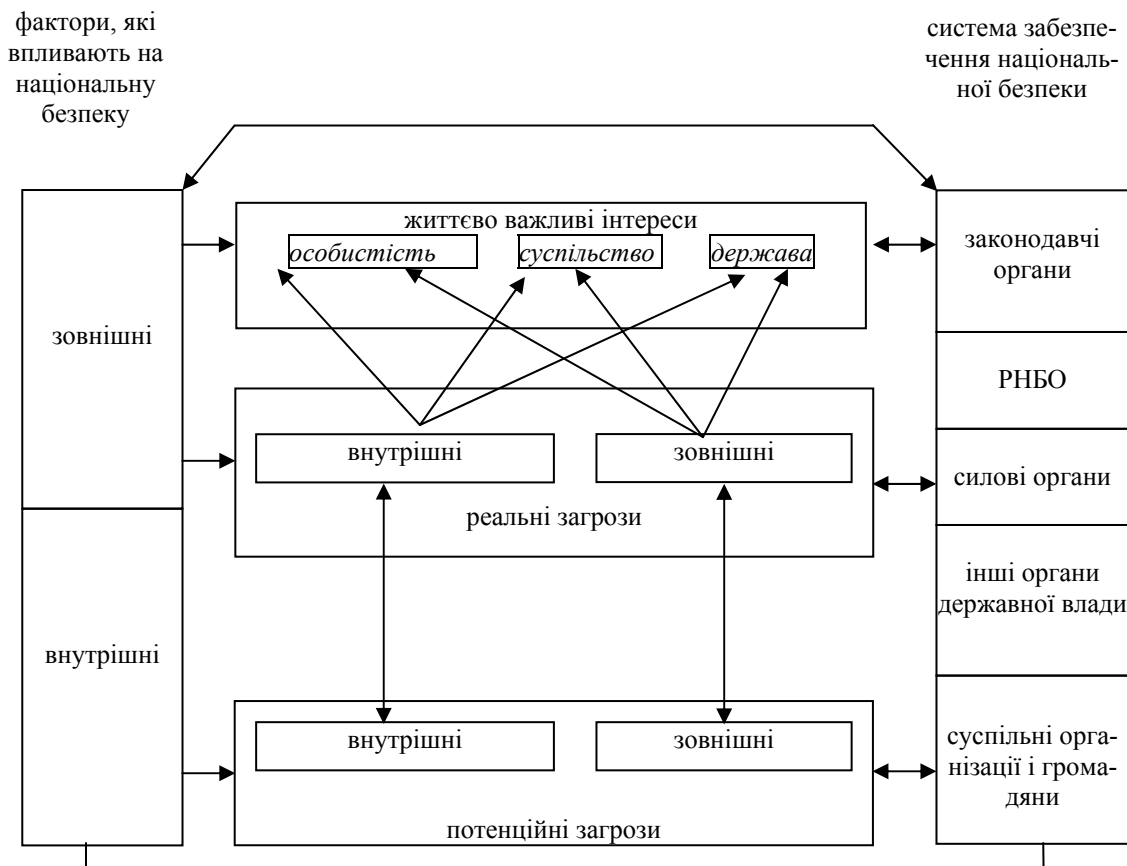 фактори, які
впливають на
національну
безпеку
система забезпе-
чення національ-
ної безпеки
життєво важливі інтереси
особистість
суспільство
держава
законодавчі
органи
зовнішні
РНБО
внутрішні
зовнішні
силові органи
реальні загрози
інші органи
державної влади
внутрішні
внутрішні
зовнішні
суспільні орга-
нізації і грома-
дяни
потенційні загрози